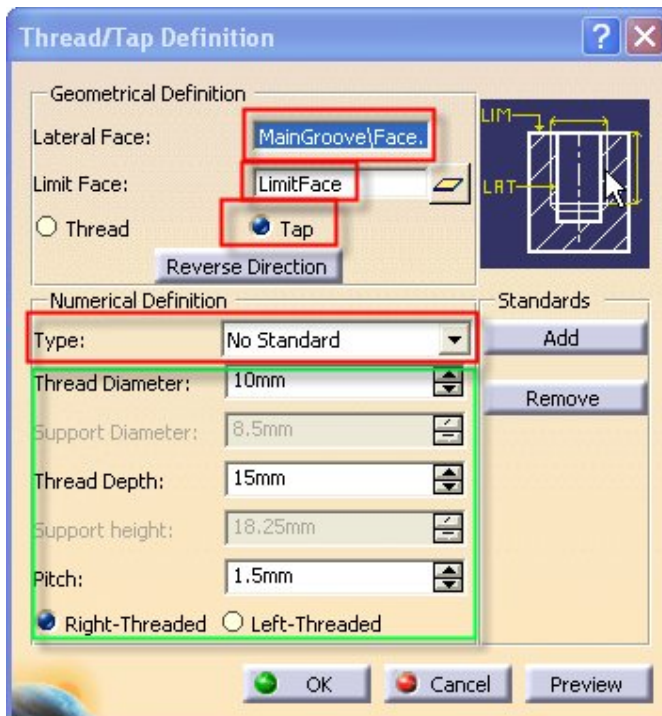 Thread/Tap Definition
?
Geometrical Definition
Lateral Face: MainGroove\Face.
Limit Face: LimitFace
Thread Tap
Reverse Direction
LIM
LAT
Numerical Definition
Type: No Standard
Thread Diameter: 10mm
Support Diameter: 8.5mm
Thread Depth: 15mm
Support height: 18.25mm
Pitch: 1.5mm
Right-Threaded Left-Threaded
Standards
Add
Remove
OK Cancel Preview